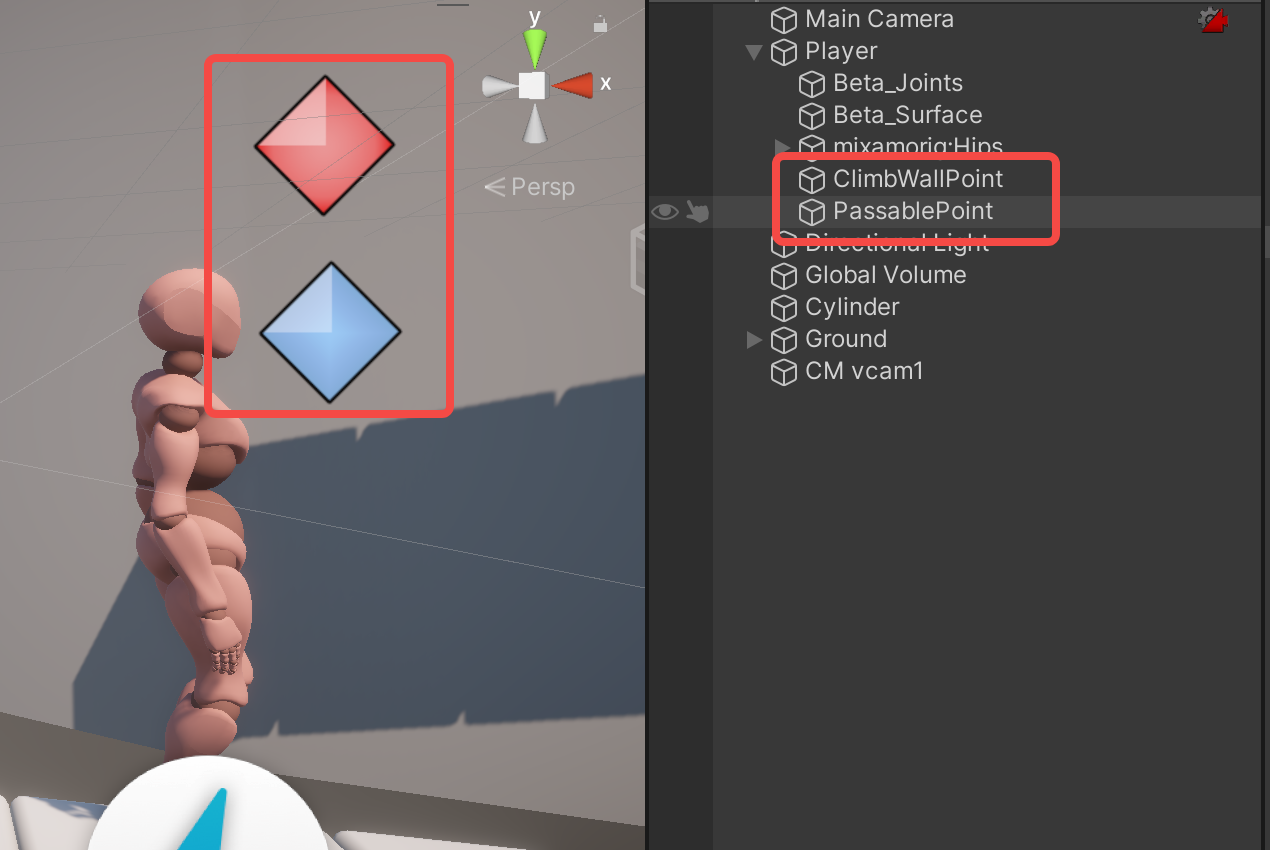 y
x
Persp
Main Camera
Player
Beta_Joints
Beta_Surface
mixamorig:Hips
ClimbWallPoint
PassablePoint
Directional Light
Global Volume
Cylinder
Ground
CM vcam1